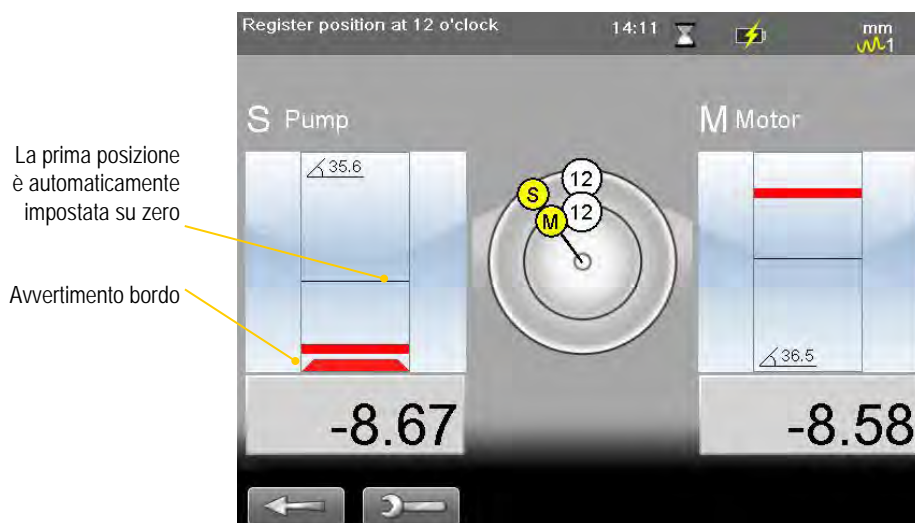 Register position at 12 o'clock
14:11
mm
1
S Pump
M Motor
La prima posizione
è automaticamente
impostata su zero
Avvertimento bordo
35.6
12
12
S
M
36.5
-8.67
-8.58